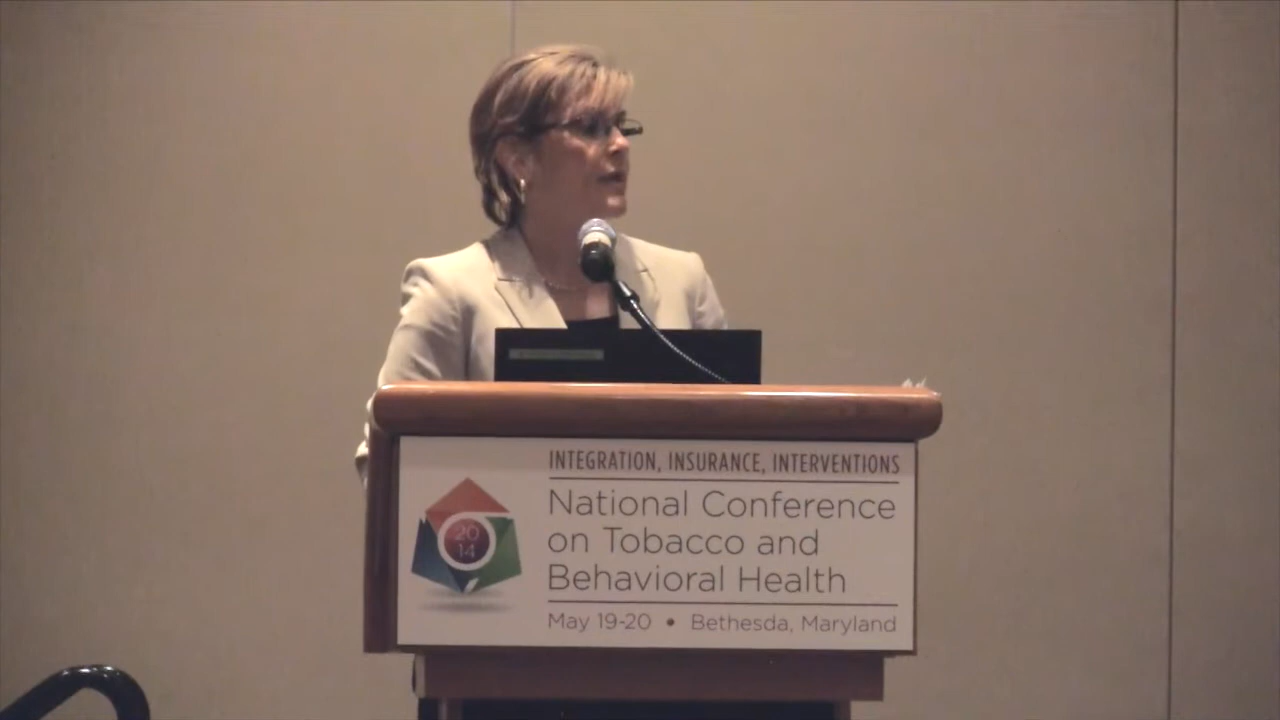 INTEGRATION, INSURANCE, INTERVENTIONS
National Conference
on Tobacco and
Behavioral Health
May 19-20 • Bethesda, Maryland
20
14